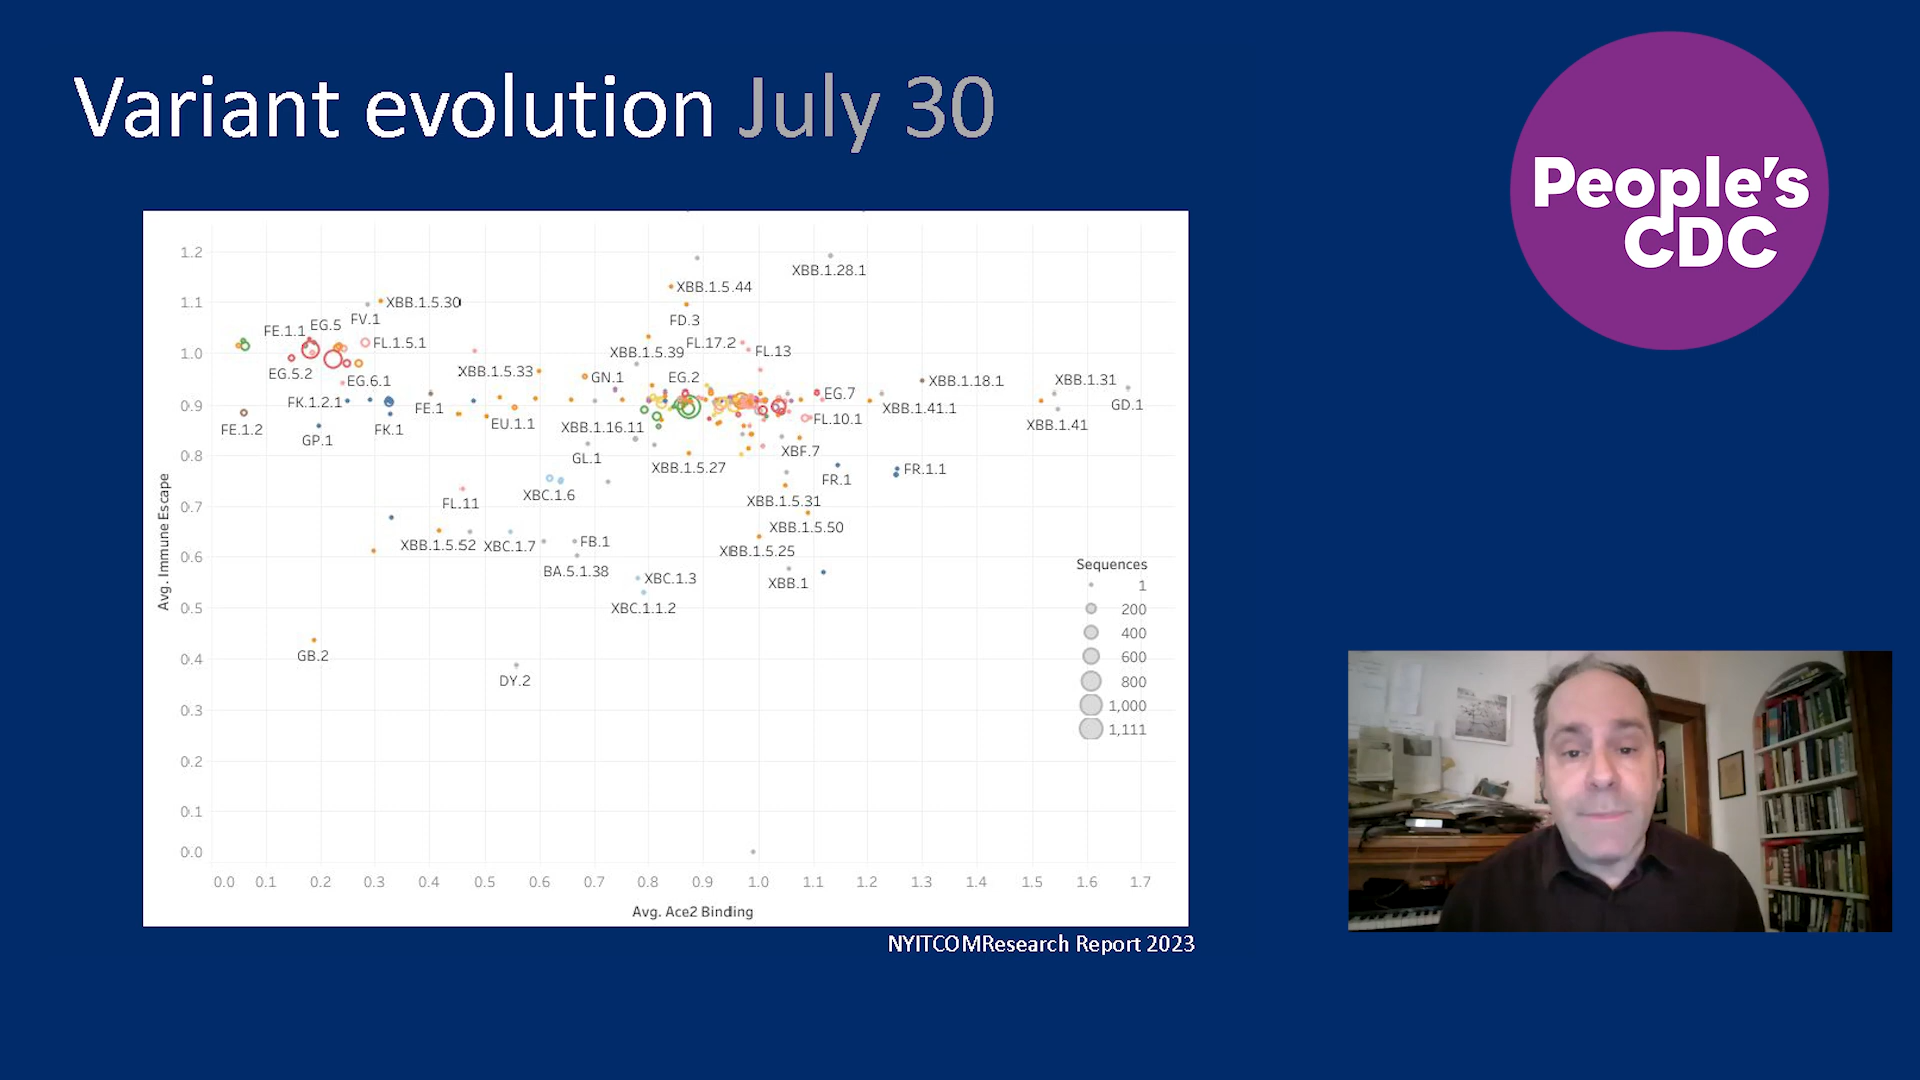 Variant evolution July 30
People's
CDC
1.2
1.1
1.0
0.9
0.8
0.7
0.6
0.5
0.4
0.3
0.2
0.1
0.0
Avg. Immune Escape
XBB.1.28.1
XBB.1.5.44
XBB.1.5.30
FV.1
FD.3
EG.5
FE.1.1
FL.1.5.1
FL.17.2
XBB.1.5.39
FL.13
EG.5.2
EG.6.1
XBB.1.5.33
GN.1
EG.2
XBB.1.18.1
XBB.1.31
EG.7
FK.1.2.1
FE.1
XBB.1.41.1
GD.1
FE.1.2
GP.1
FK.1
EU.1.1
XBB.1.16.11
FL.10.1
XBB.1.41
GL.1
XBB.1.5.27
XBF.7
FR.1
FR.1.1
FL.11
XBC.1.6
XBB.1.5.31
XBB.1.5.50
XBB.1.5.52
XBC.1.7
FB.1
XBB.1.5.25
BA.5.1.38
XBC.1.3
XBB.1
XBC.1.1.2
GB.2
DY.2
Sequences
1
200
400
600
800
1,000
1,111
0.0 0.1 0.2 0.3 0.4 0.5 0.6 0.7 0.8 0.9 1.0 1.1 1.2 1.3 1.4 1.5 1.6 1.7
Avg. Ace2 Binding
NYITCOMResearch Report 2023